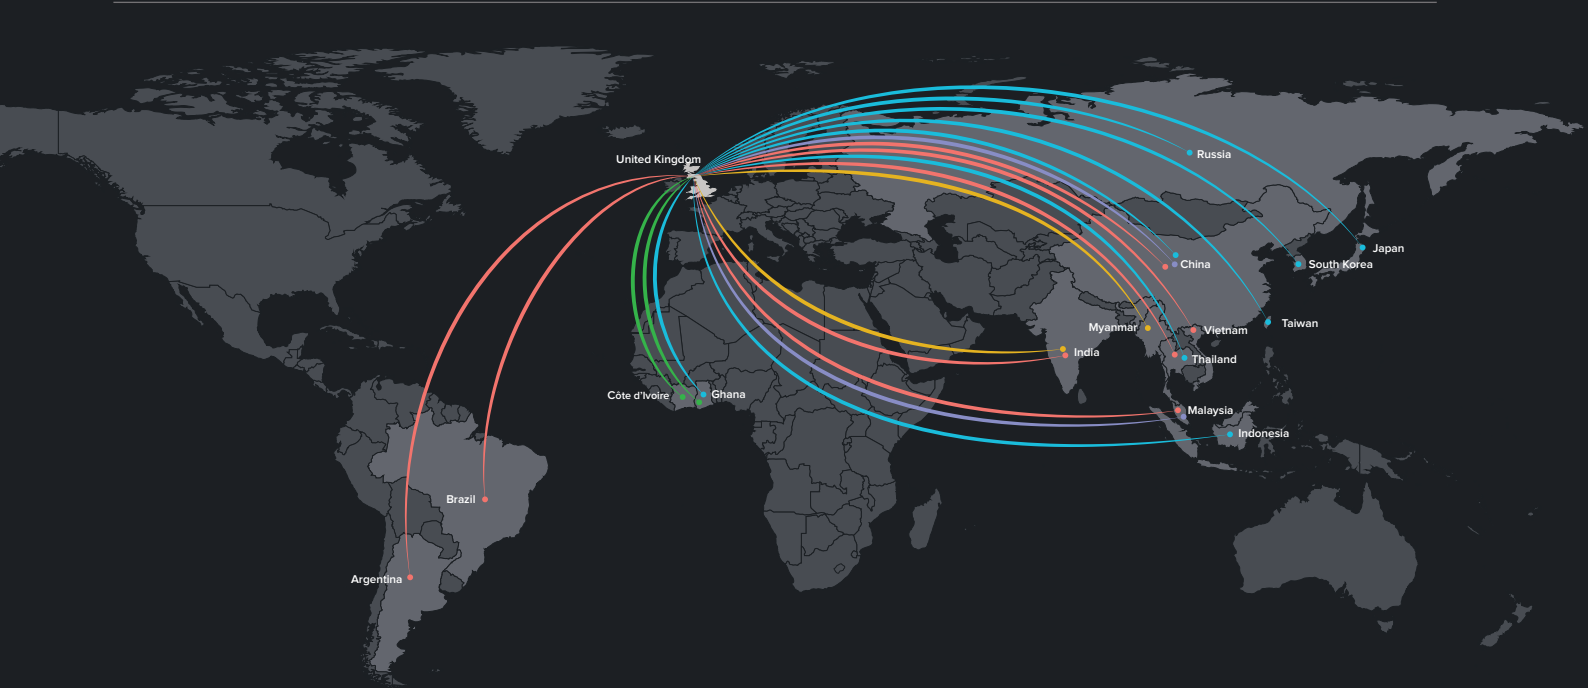 United Kingdom
Russia
Japan
China
South Korea
Taiwan
Myanmar
Vietnam
India
Thailand
Côte d'Ivoire
Ghana
Malaysia
Indonesia
Brazil
Argentina